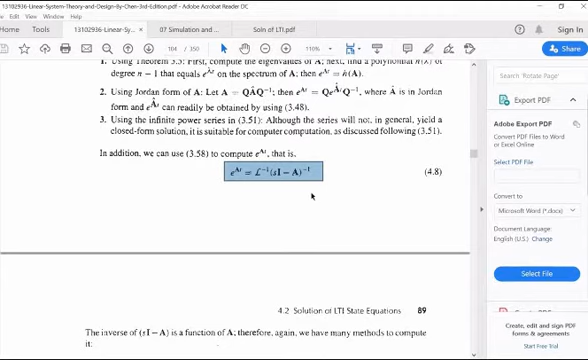 13102936-Linear-System-Theory-and-Design-By-Chen-3rd-Edition.pdf - Adobe Acrobat Reader DC
Edit View Window Help
Home Tools 13102936-Linear-Sy... × 07 Simulation and ... Soln of LTI.pdf Sign In
104 / 350 110% Share
1. Using Theorem 3.5: First, compute the eigenvalues of A; next, find a polynomial h(λ) of
degree n − 1 that equals e^λt on the spectrum of A; then e^At = h(A).
2. Using Jordan form of A: Let A = QÂQ⁻¹; then e^At = Qe^ÂtQ⁻¹, where Â is in Jordan
form and e^Ât can readily be obtained by using (3.48).
3. Using the infinite power series in (3.51): Although the series will not, in general, yield a
closed-form solution, it is suitable for computer computation, as discussed following (3.51).
In addition, we can use (3.58) to compute e^At, that is,
e^At = ℒ⁻¹(sI − A)⁻¹ (4.8)
4.2 Solution of LTI State Equations 89
The inverse of (sI − A) is a function of A; therefore, again, we have many methods to compute
it:
Search 'Rotate Page'
Export PDF
Adobe Export PDF
Convert PDF Files to Word
or Excel Online
Select PDF File
Convert to
Microsoft Word (*.docx)
Document Language:
English (U.S.) Change
Select File
Create, edit and sign PDF
forms & agreements
Start Free Trial